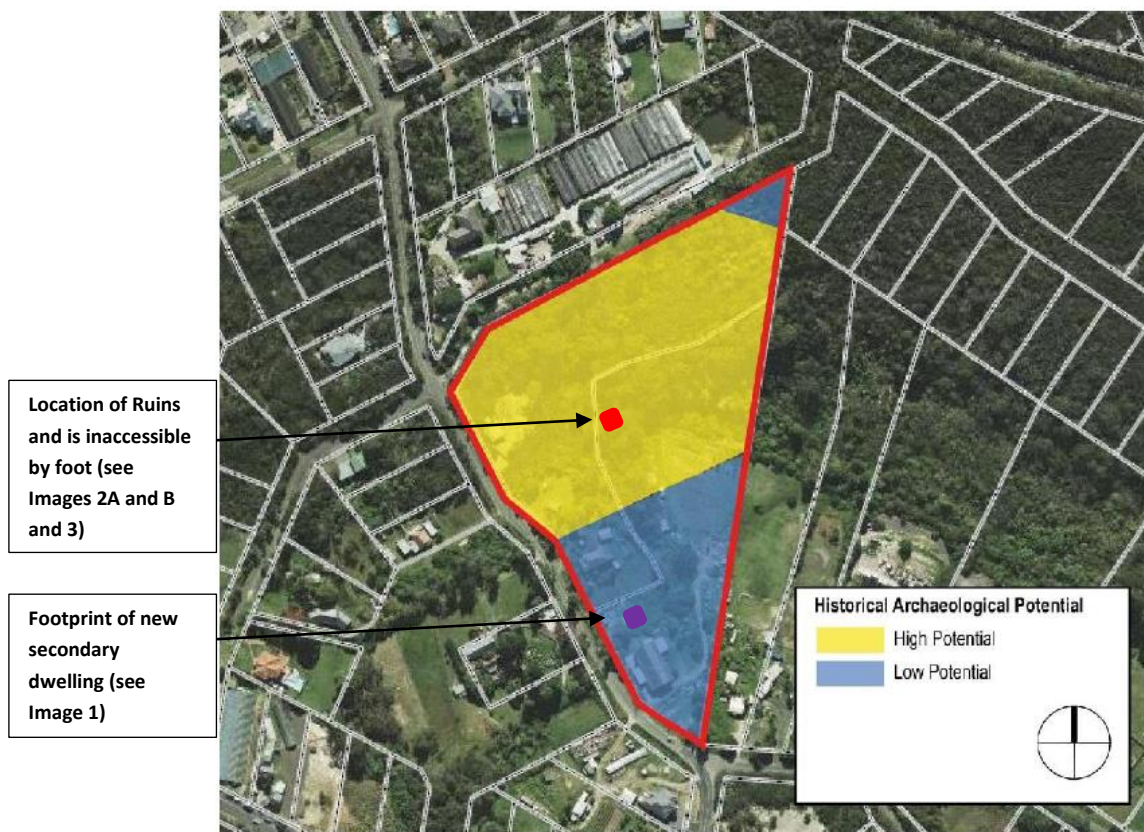 Location of Ruins
and is inaccessible
by foot (see
Images 2A and B
and 3)
Footprint of new
secondary
dwelling (see
Image 1)
Historical Archaeological Potential
High Potential
Low Potential